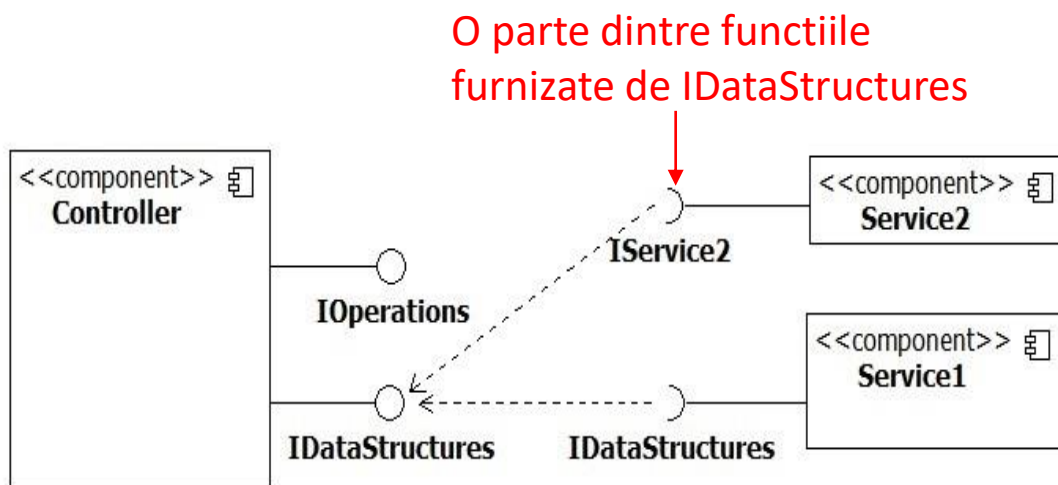 O parte dintre functiile
furnizate de IDataStructures
<<component>>
Controller
<<component>>
Service2
IService2
IOperations
<<component>>
Service1
IDataStructures
IDataStructures